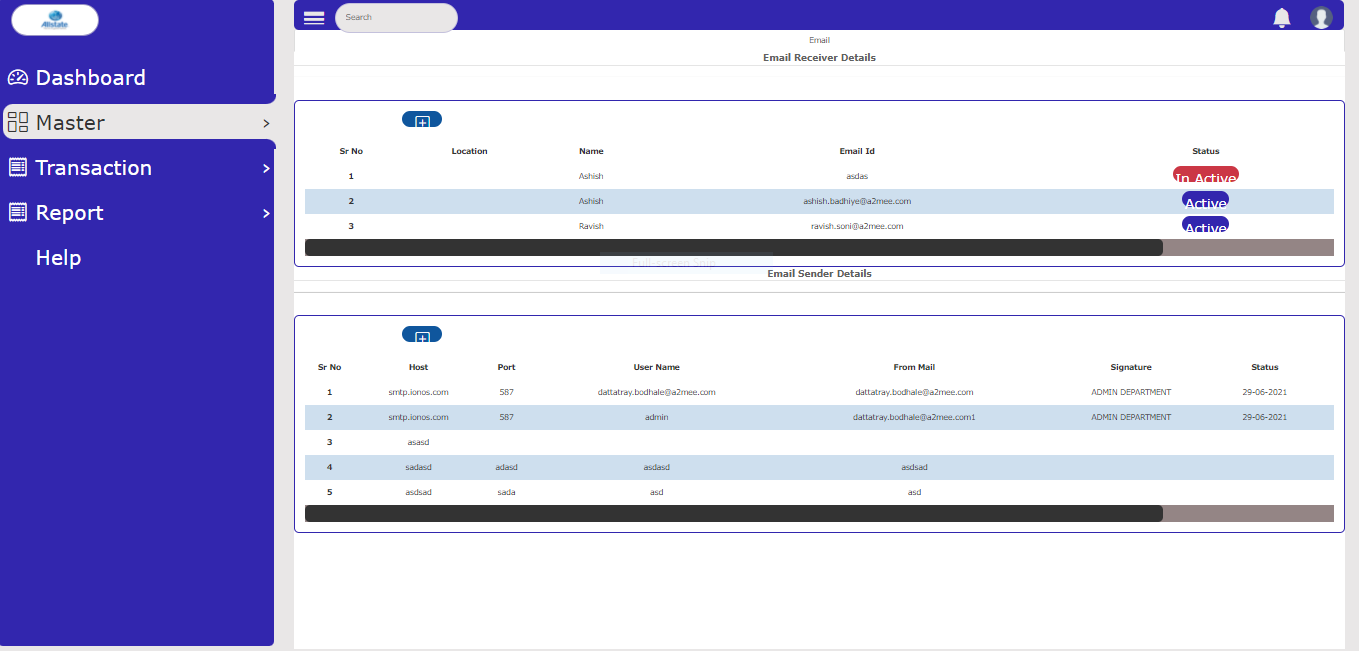 Allstate
Search
Email
Email Receiver Details
Dashboard
Master
Transaction
Report
Help
Sr No Location Name Email Id Status
1 Ashish asdas In Active
2 Ashish ashish.badhiye@a2mee.com Active
3 Ravish ravish.soni@a2mee.com Active
Full-screen Snip
Email Sender Details
Sr No Host Port User Name From Mail Signature Status
1 smtp.ionos.com 587 dattatray.bodhale@a2mee.com dattatray.bodhale@a2mee.com ADMIN DEPARTMENT 29-06-2021
2 smtp.ionos.com 587 admin dattatray.bodhale@a2mee.com1 ADMIN DEPARTMENT 29-06-2021
3 asasd
4 sadasd adasd asdasd asdsad
5 asdsad sada asd asd